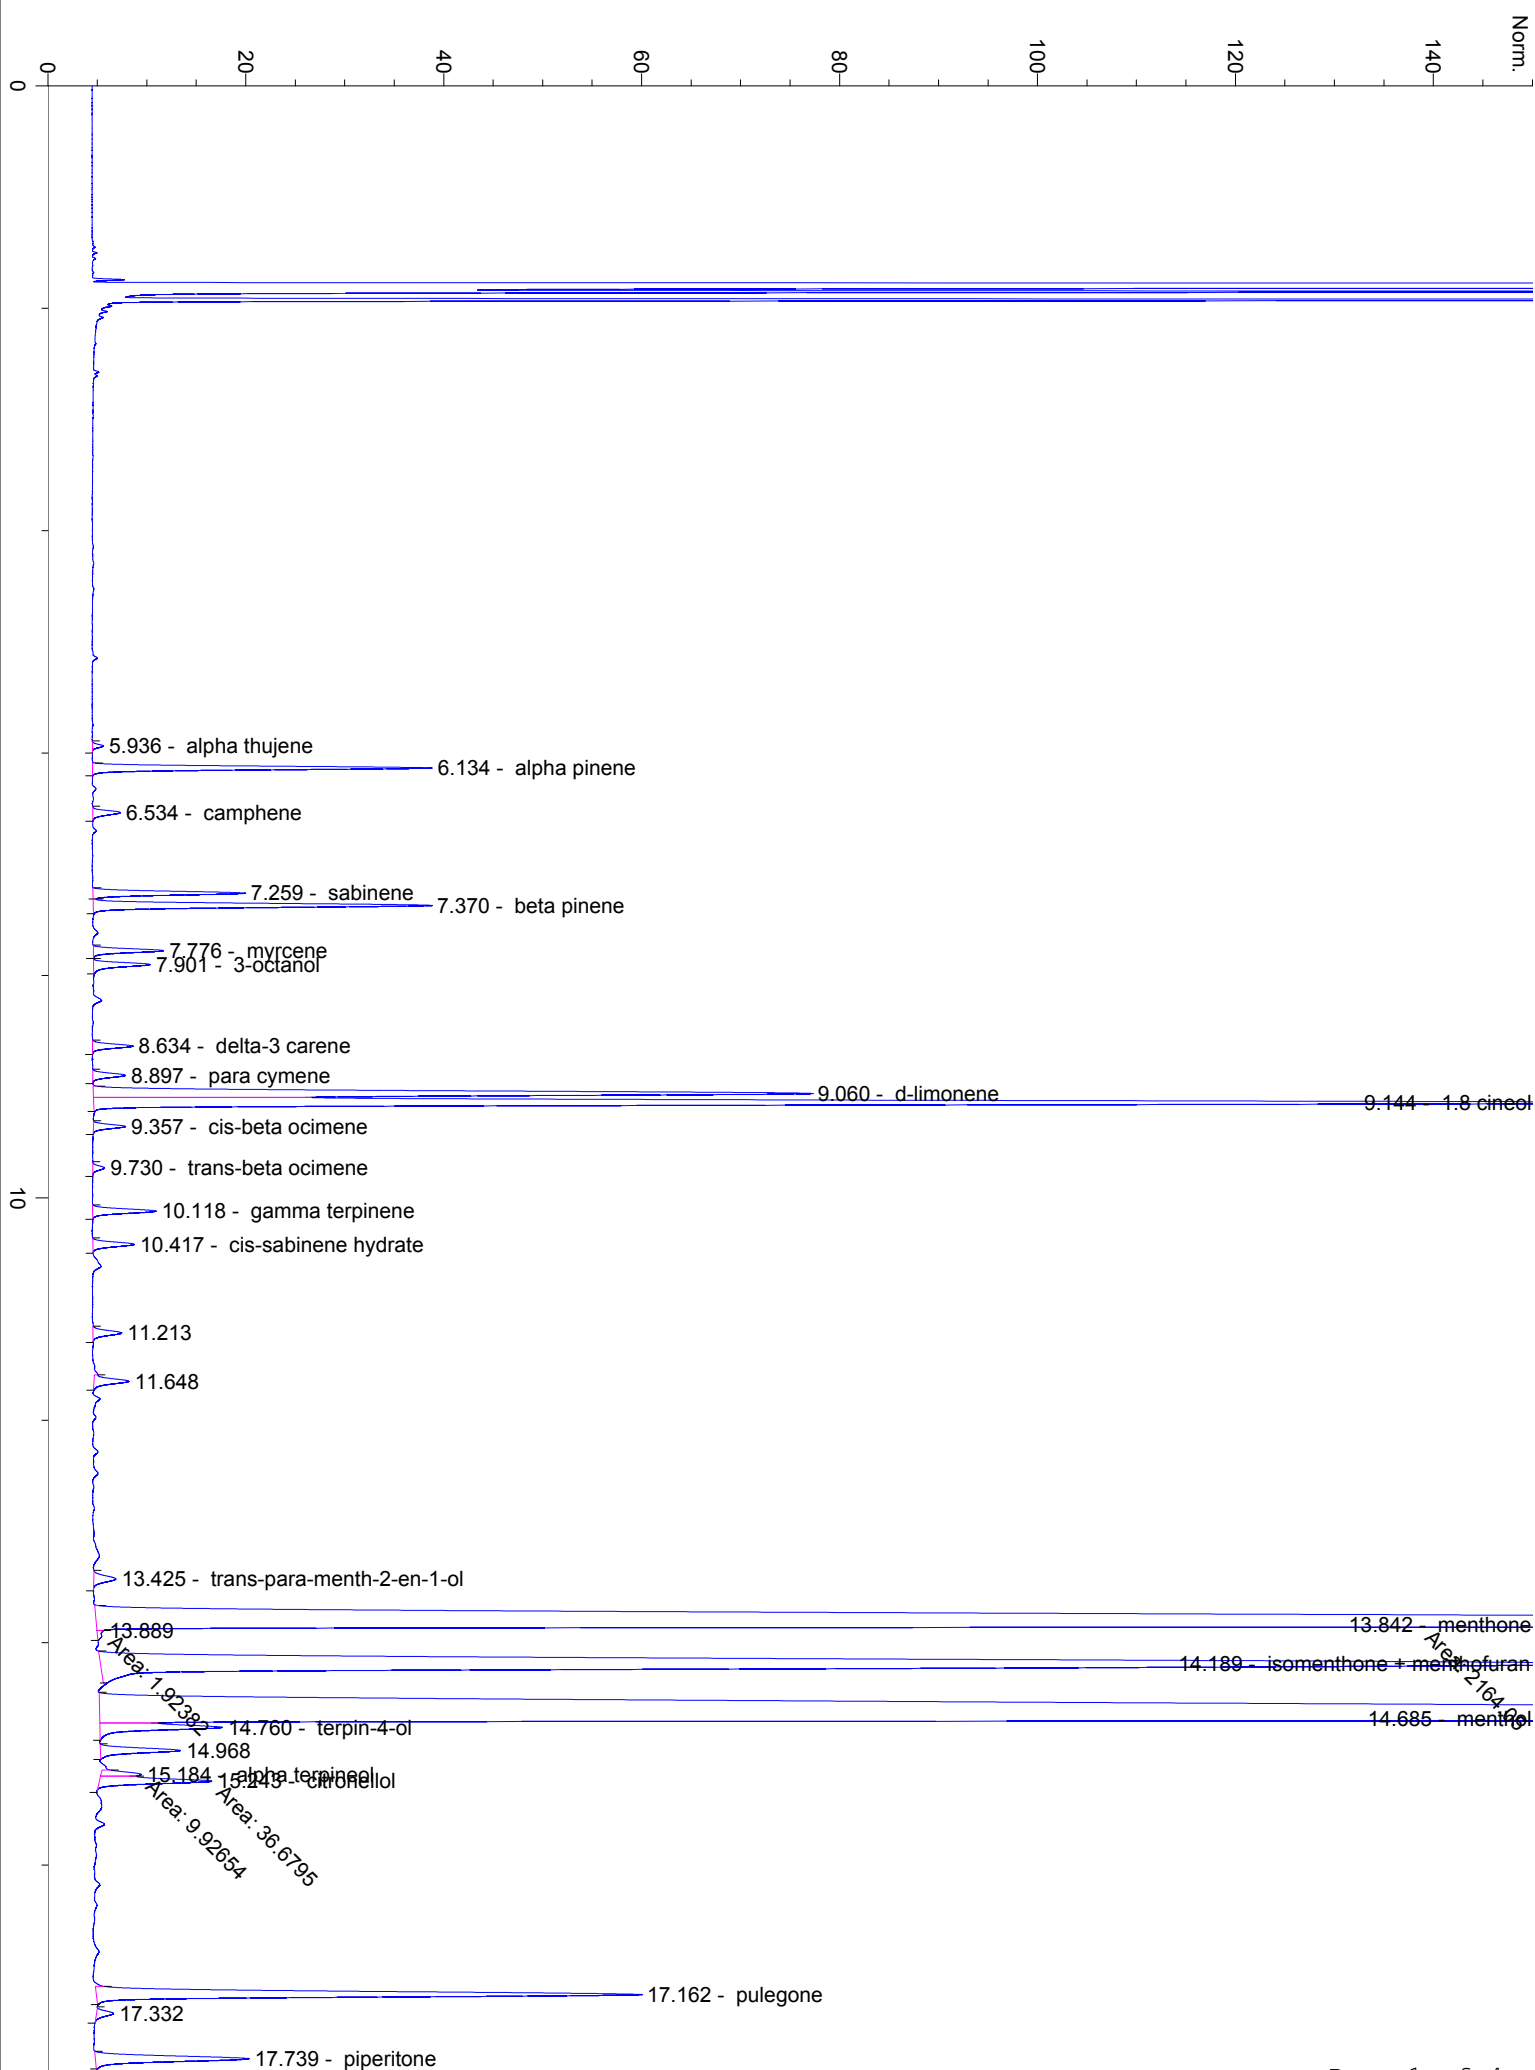 Norm.
0
20
40
60
80
100
120
140
0
5.936 - alpha thujene
6.134 - alpha pinene
6.534 - camphene
7.259 - sabinene
7.370 - beta pinene
7.776 - myrcene
7.901 - 3-octanol
8.634 - delta-3 carene
8.897 - para cymene
9.060 - d-limonene
9.144 - 1.8 cineol
9.357 - cis-beta ocimene
9.730 - trans-beta ocimene
10
10.118 - gamma terpinene
10.417 - cis-sabinene hydrate
11.213
11.648
13.425 - trans-para-menth-2-en-1-ol
13.842 - menthone
Area: 2164.08
13.889
Area: 1.92382
14.189 - isomenthone + menthofuran
14.685 - menthol
14.760 - terpin-4-ol
14.968
15.184 - alpha terpineol
Area: 9.92654
15.243 - citronellol
Area: 36.6795
17.162 - pulegone
17.332
17.739 - piperitone